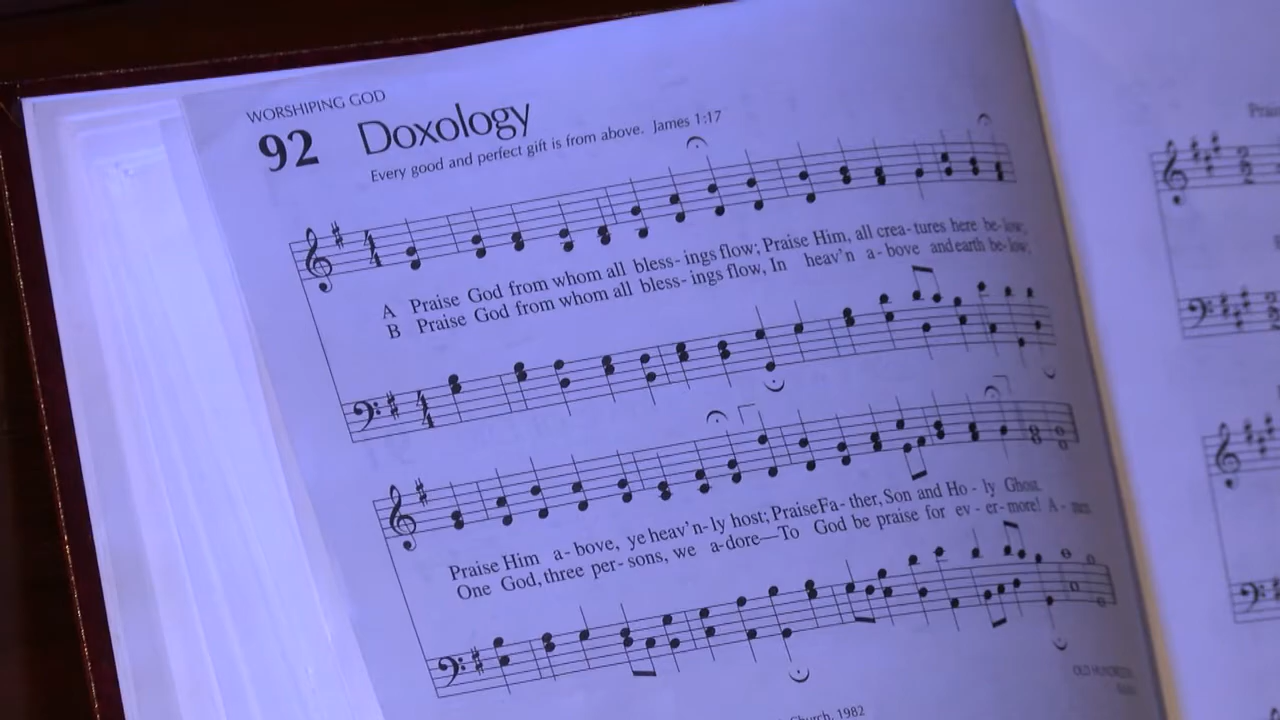 WORSHIPING GOD
92 Doxology
Every good and perfect gift is from above. James 1:17
A Praise God from whom all bless- ings flow; Praise Him, all crea- tures here be- low;
B Praise God from whom all bless- ings flow, In heav'n a- bove and earth be- low;
Praise Him a- bove, ye heav'n- ly host; Praise Fa- ther, Son and Ho- ly Ghost.
One God, three per- sons, we a-dore—To God be praise for ev- er- more! A- men.
OLD HUNDREDTH
Church, 1982